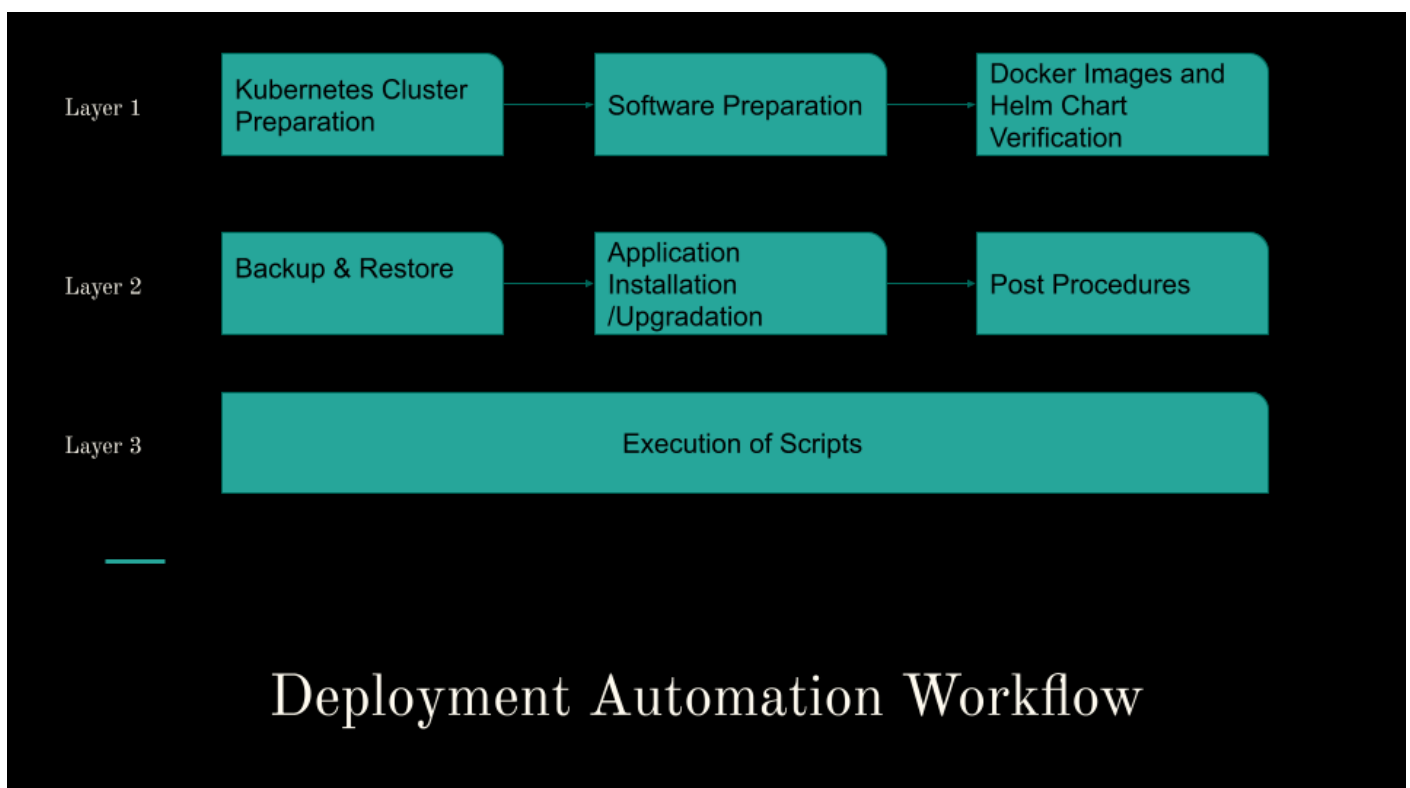 Layer 1
Kubernetes Cluster
Preparation
Software Preparation
Docker Images and
Helm Chart
Verification
Layer 2
Backup & Restore
Application
Installation
/Upgradation
Post Procedures
Layer 3
Execution of Scripts
Deployment Automation Workflow